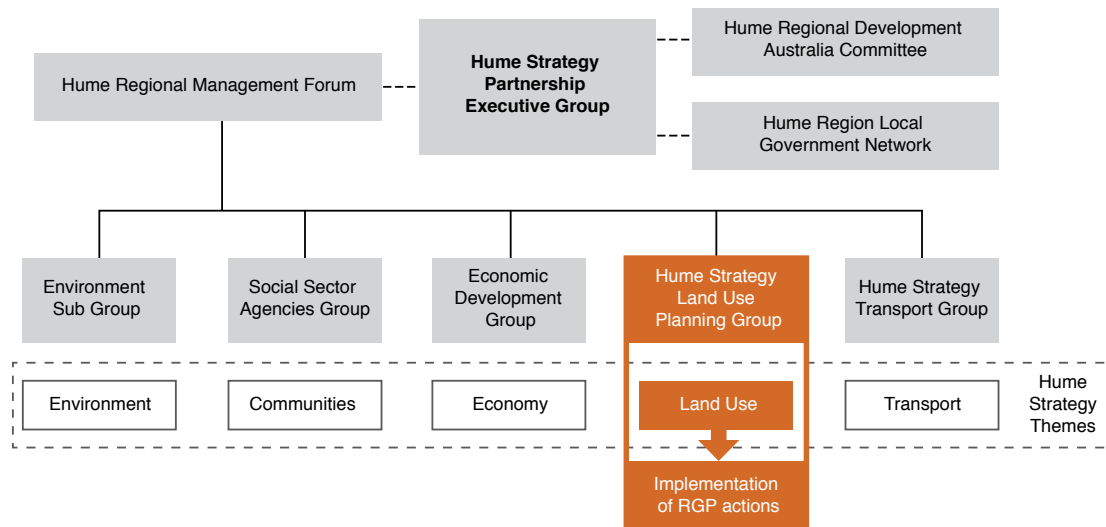 Hume Regional Management Forum
Hume Strategy
Partnership
Executive Group
Hume Regional Development
Australia Committee
Hume Region Local
Government Network
Environment
Sub Group
Social Sector
Agencies Group
Economic
Development
Group
Hume Strategy
Land Use
Planning Group
Hume Strategy
Transport Group
Environment
Communities
Economy
Land Use
Transport
Hume
Strategy
Themes
Implementation
of RGP actions